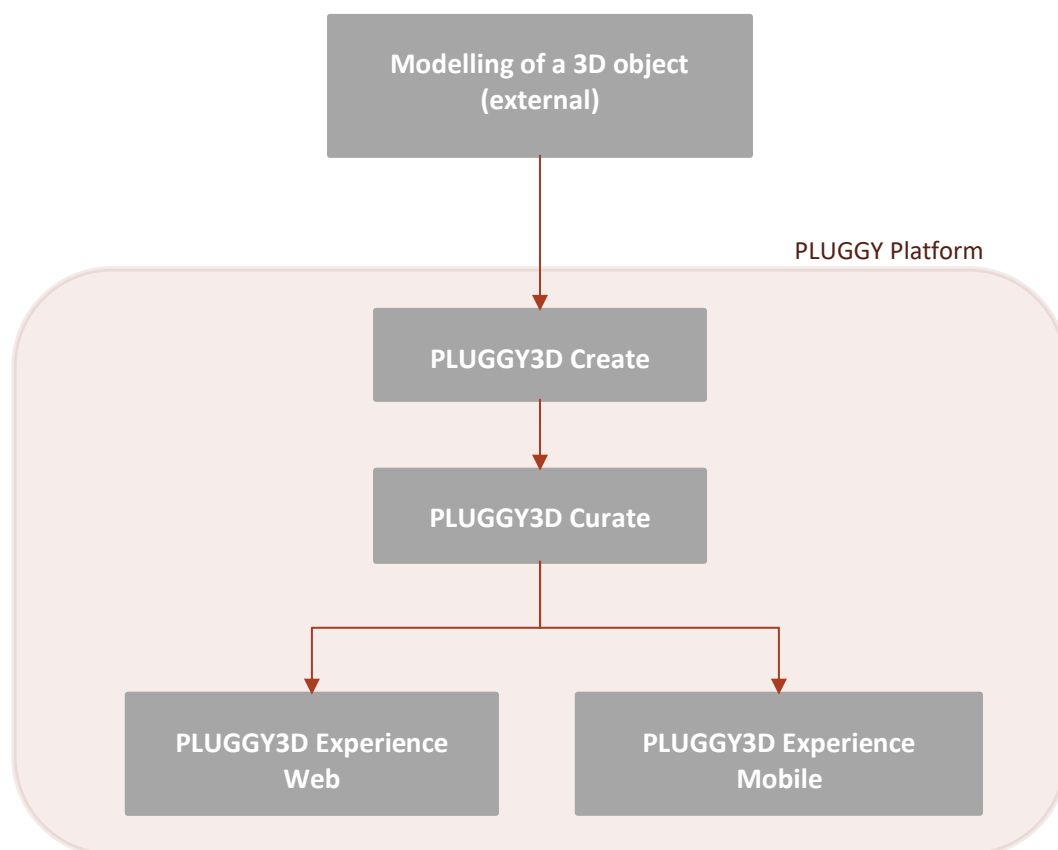 Modelling of a 3D object
(external)
PLUGGY Platform
PLUGGY3D Create
PLUGGY3D Curate
PLUGGY3D Experience
Web
PLUGGY3D Experience
Mobile